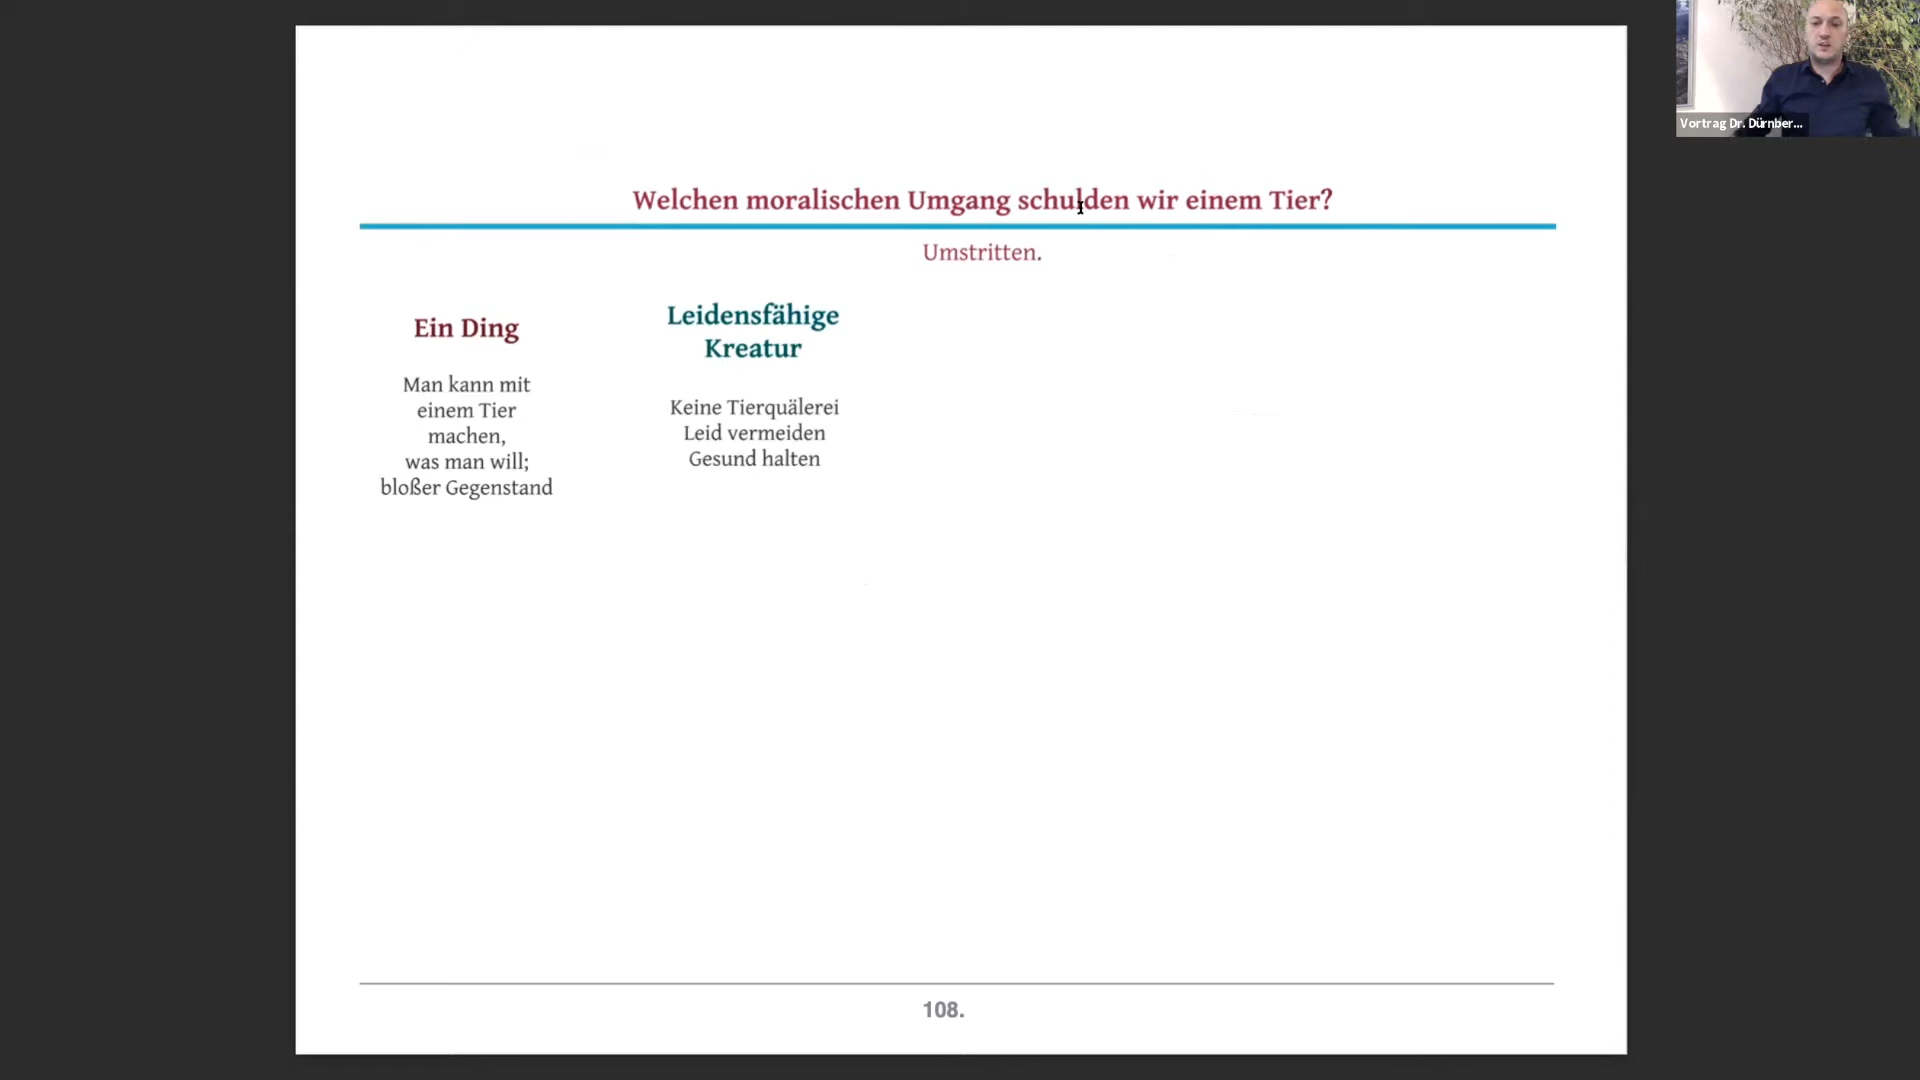 Vortrag Dr. Dürnber...
Welchen moralischen Umgang schulden wir einem Tier?
Umstritten.
Ein Ding
Man kann mit
einem Tier
machen,
was man will;
bloßer Gegenstand
Leidensfähige
Kreatur
Keine Tierquälerei
Leid vermeiden
Gesund halten
108.